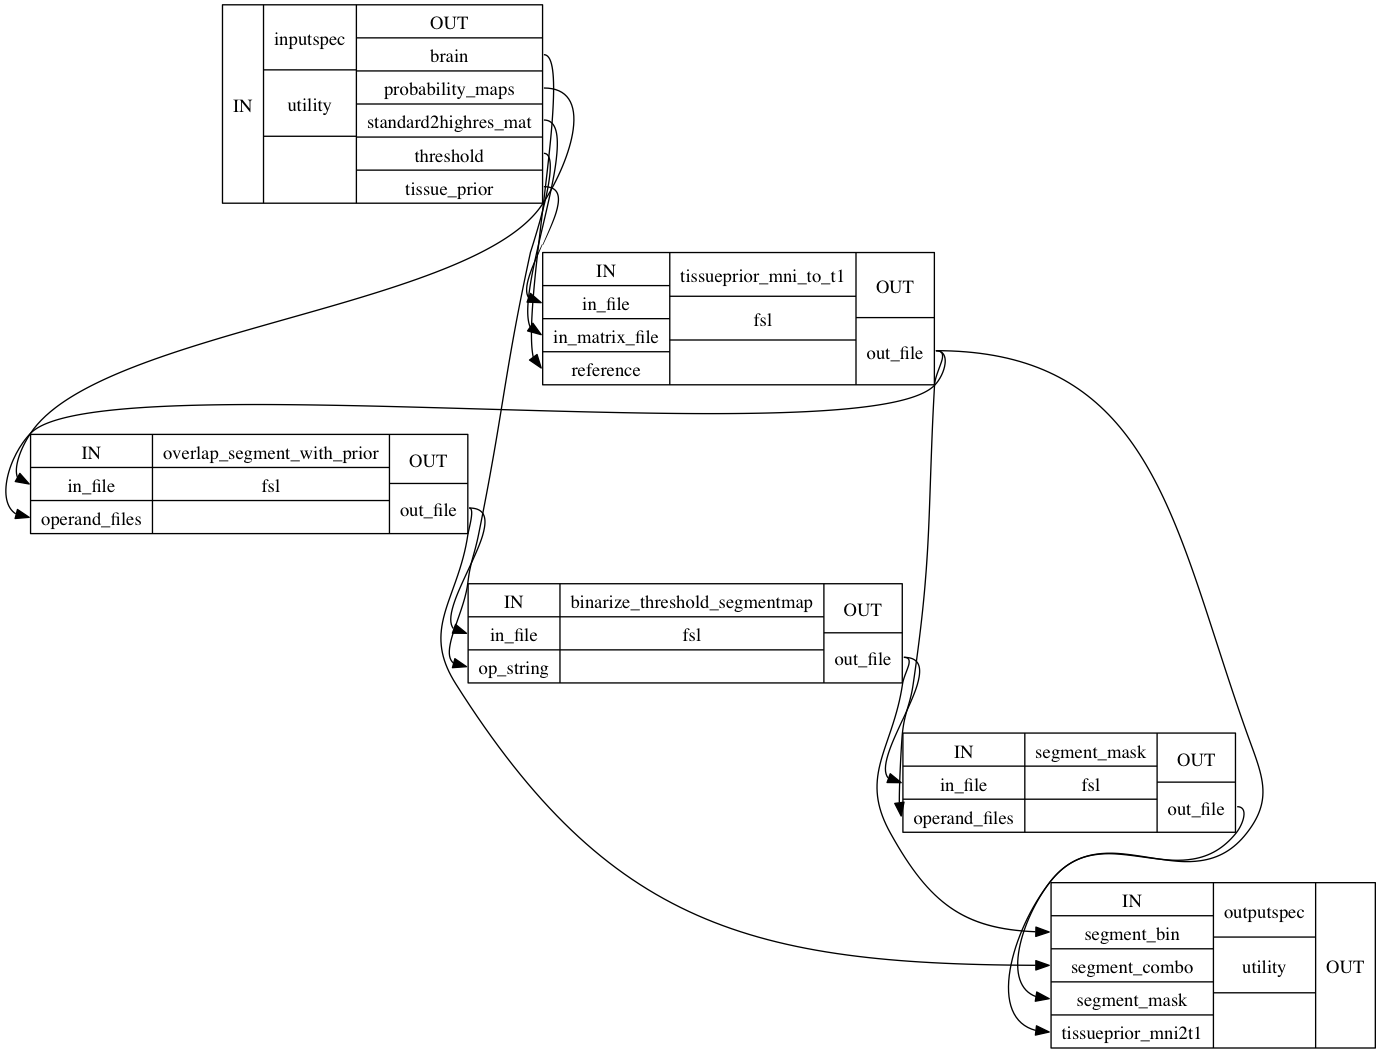 IN
inputspec
utility
OUT
brain
probability_maps
standard2highres_mat
threshold
tissue_prior
IN
in_file
in_matrix_file
reference
tissueprior_mni_to_t1
fsl
OUT
out_file
IN
in_file
operand_files
overlap_segment_with_prior
fsl
OUT
out_file
IN
in_file
op_string
binarize_threshold_segmentmap
fsl
OUT
out_file
IN
in_file
operand_files
segment_mask
fsl
OUT
out_file
IN
segment_bin
segment_combo
segment_mask
tissueprior_mni2t1
outputspec
utility
OUT